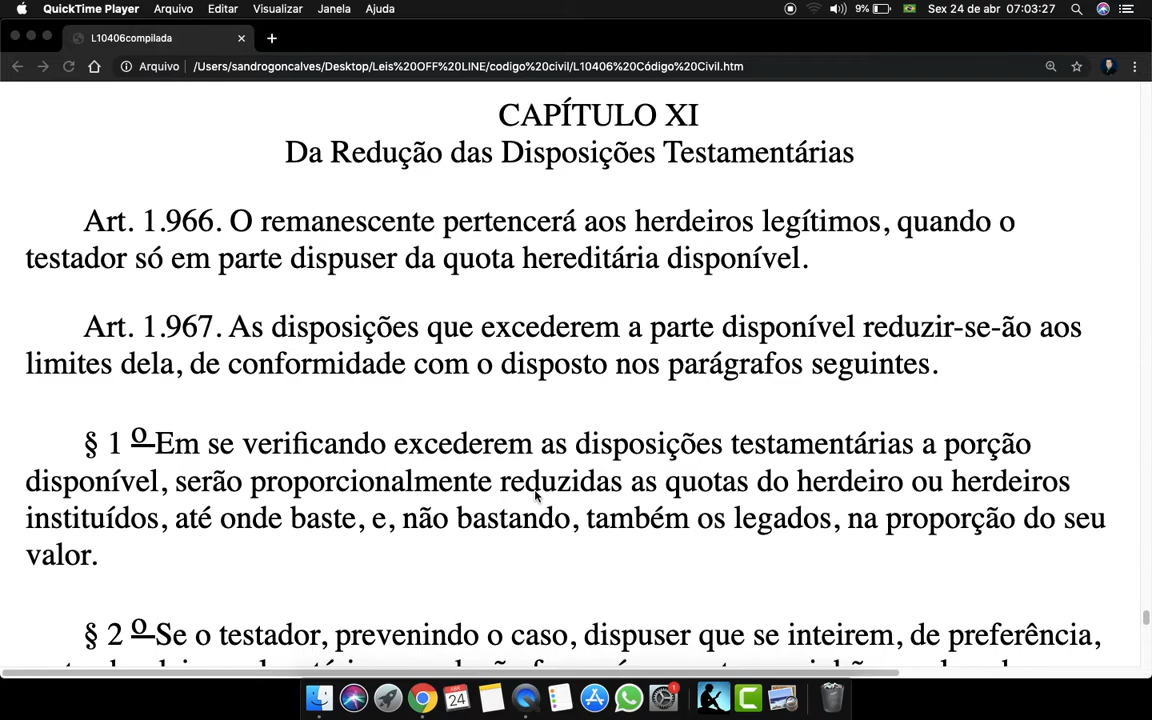 QuickTime Player Arquivo Editar Visualizar Janela Ajuda 9% Sex 24 de abr 07:03:27
L10406compilada
Arquivo /Users/sandrogoncalves/Desktop/Leis%20OFF%20LINE/codigo%20civil/L10406%20Código%20Civil.htm
CAPÍTULO XI
Da Redução das Disposições Testamentárias
Art. 1.966. O remanescente pertencerá aos herdeiros legítimos, quando o
testador só em parte dispuser da quota hereditária disponível.
Art. 1.967. As disposições que excederem a parte disponível reduzir-se-ão aos
limites dela, de conformidade com o disposto nos parágrafos seguintes.
§ 1 o Em se verificando excederem as disposições testamentárias a porção
disponível, serão proporcionalmente reduzidas as quotas do herdeiro ou herdeiros
instituídos, até onde baste, e, não bastando, também os legados, na proporção do seu
valor.
§ 2 o Se o testador, prevenindo o caso, dispuser que se inteirem, de preferência,
ABR
24
1